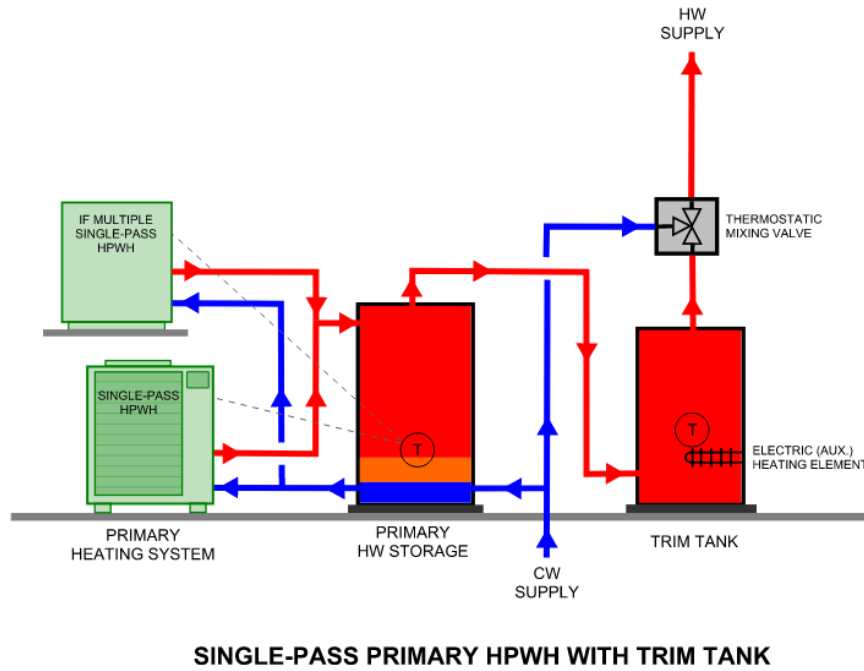 HW
SUPPLY
IF MULTIPLE
SINGLE-PASS
HPWH
THERMOSTATIC
MIXING VALVE
SINGLE-PASS
HPWH
T
T
ELECTRIC (AUX.)
HEATING ELEMENT
PRIMARY
HEATING SYSTEM
PRIMARY
HW STORAGE
TRIM TANK
CW
SUPPLY
SINGLE-PASS PRIMARY HPWH WITH TRIM TANK